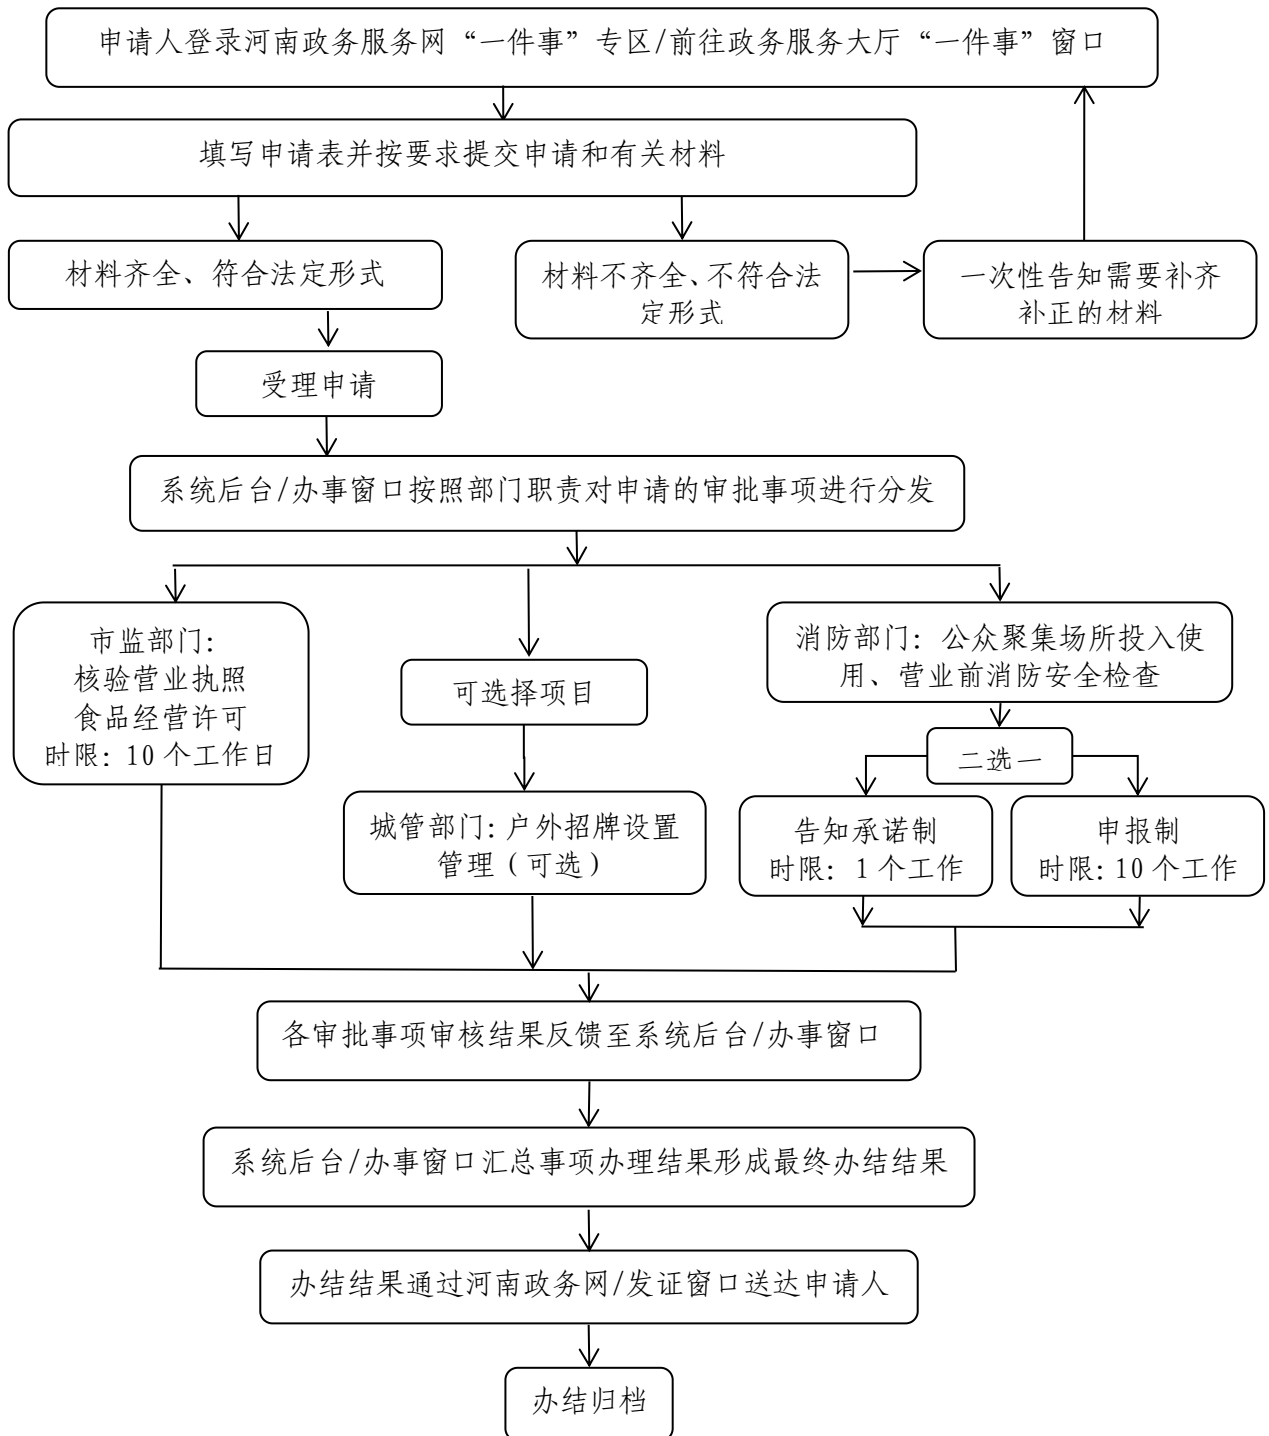 申请人登录河南政务服务网“一件事”专区/前往政务服务大厅“一件事”窗口
填写申请表并按要求提交申请和有关材料
材料齐全、符合法定形式
材料不齐全、不符合法
定形式
一次性告知需要补齐
补正的材料
受理申请
系统后台/办事窗口按照部门职责对申请的审批事项进行分发
市监部门：
核验营业执照
食品经营许可
时限：10 个工作日
可选择项目
消防部门：公众聚集场所投入使
用、营业前消防安全检查
二选一
城管部门：户外招牌设置
管理（可选）
告知承诺制
时限：1 个工作
申报制
时限：10 个工作
各审批事项审核结果反馈至系统后台/办事窗口
系统后台/办事窗口汇总事项办理结果形成最终办结结果
办结结果通过河南政务网/发证窗口送达申请人
办结归档